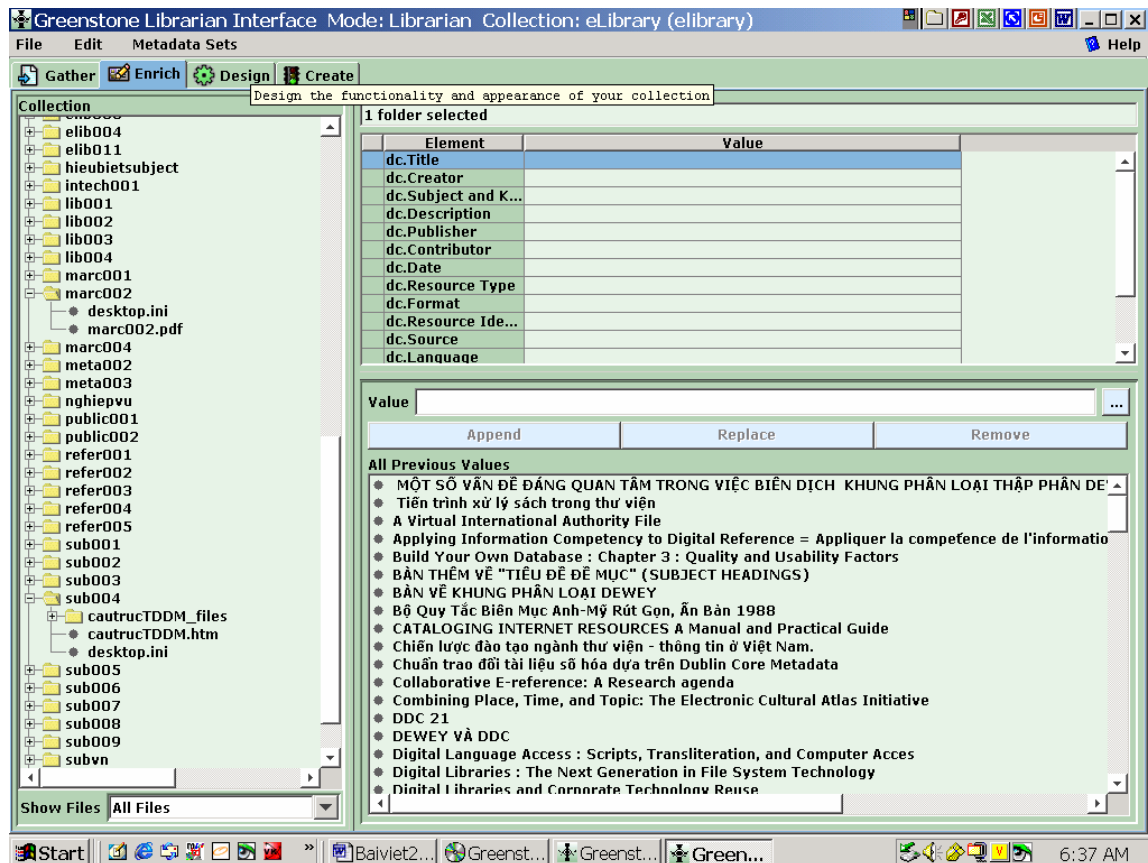 Greenstone Librarian Interface Mode: Librarian Collection: eLibrary (elibrary)
File Edit Metadata Sets Help
Gather Enrich Design Create
Design the functionality and appearance of your collection
Collection
elib004
elib011
hieubietsubject
intech001
lib001
lib002
lib003
lib004
marc001
marc002
desktop.ini
marc002.pdf
marc004
meta002
meta003
nghiepvu
public001
public002
refer001
refer002
refer003
refer004
refer005
sub001
sub002
sub003
sub004
cautrucTDDM_files
cautrucTDDM.htm
desktop.ini
sub005
sub006
sub007
sub008
sub009
subvn
Show Files All Files
1 folder selected
Element Value
dc.Title
dc.Creator
dc.Subject and K...
dc.Description
dc.Publisher
dc.Contributor
dc.Date
dc.Resource Type
dc.Format
dc.Resource Ide...
dc.Source
dc.Language
Value ...
Append Replace Remove
All Previous Values
MỘT SỐ VẤN ĐỀ ĐÁNG QUAN TÂM TRONG VIỆC BIÊN DỊCH KHUNG PHÂN LOẠI THẬP PHÂN DE
Tiến trình xử lý sách trong thư viện
A Virtual International Authority File
Applying Information Competency to Digital Reference = Appliquer la compétence de l'informatio
Build Your Own Database : Chapter 3 : Quality and Usability Factors
BÀN THÊM VỀ "TIÊU ĐỀ ĐỀ MỤC" (SUBJECT HEADINGS)
BÀN VỀ KHUNG PHÂN LOẠI DEWEY
Bộ Quy Tắc Biên Mục Anh-Mỹ Rút Gọn, Ấn Bản 1988
CATALOGING INTERNET RESOURCES A Manual and Practical Guide
Chiến lược đào tạo ngành thư viện - thông tin ở Việt Nam.
Chuẩn trao đổi tài liệu số hóa dựa trên Dublin Core Metadata
Collaborative E-reference: A Research agenda
Combining Place, Time, and Topic: The Electronic Cultural Atlas Initiative
DDC 21
DEWEY VÀ DDC
Digital Language Access : Scripts, Transliteration, and Computer Acces
Digital Libraries : The Next Generation in File System Technology
Digital Libraries and Corporate Technology Reuse
Start » Baiviet2... Greenst... Greenst... Green... 6:37 AM